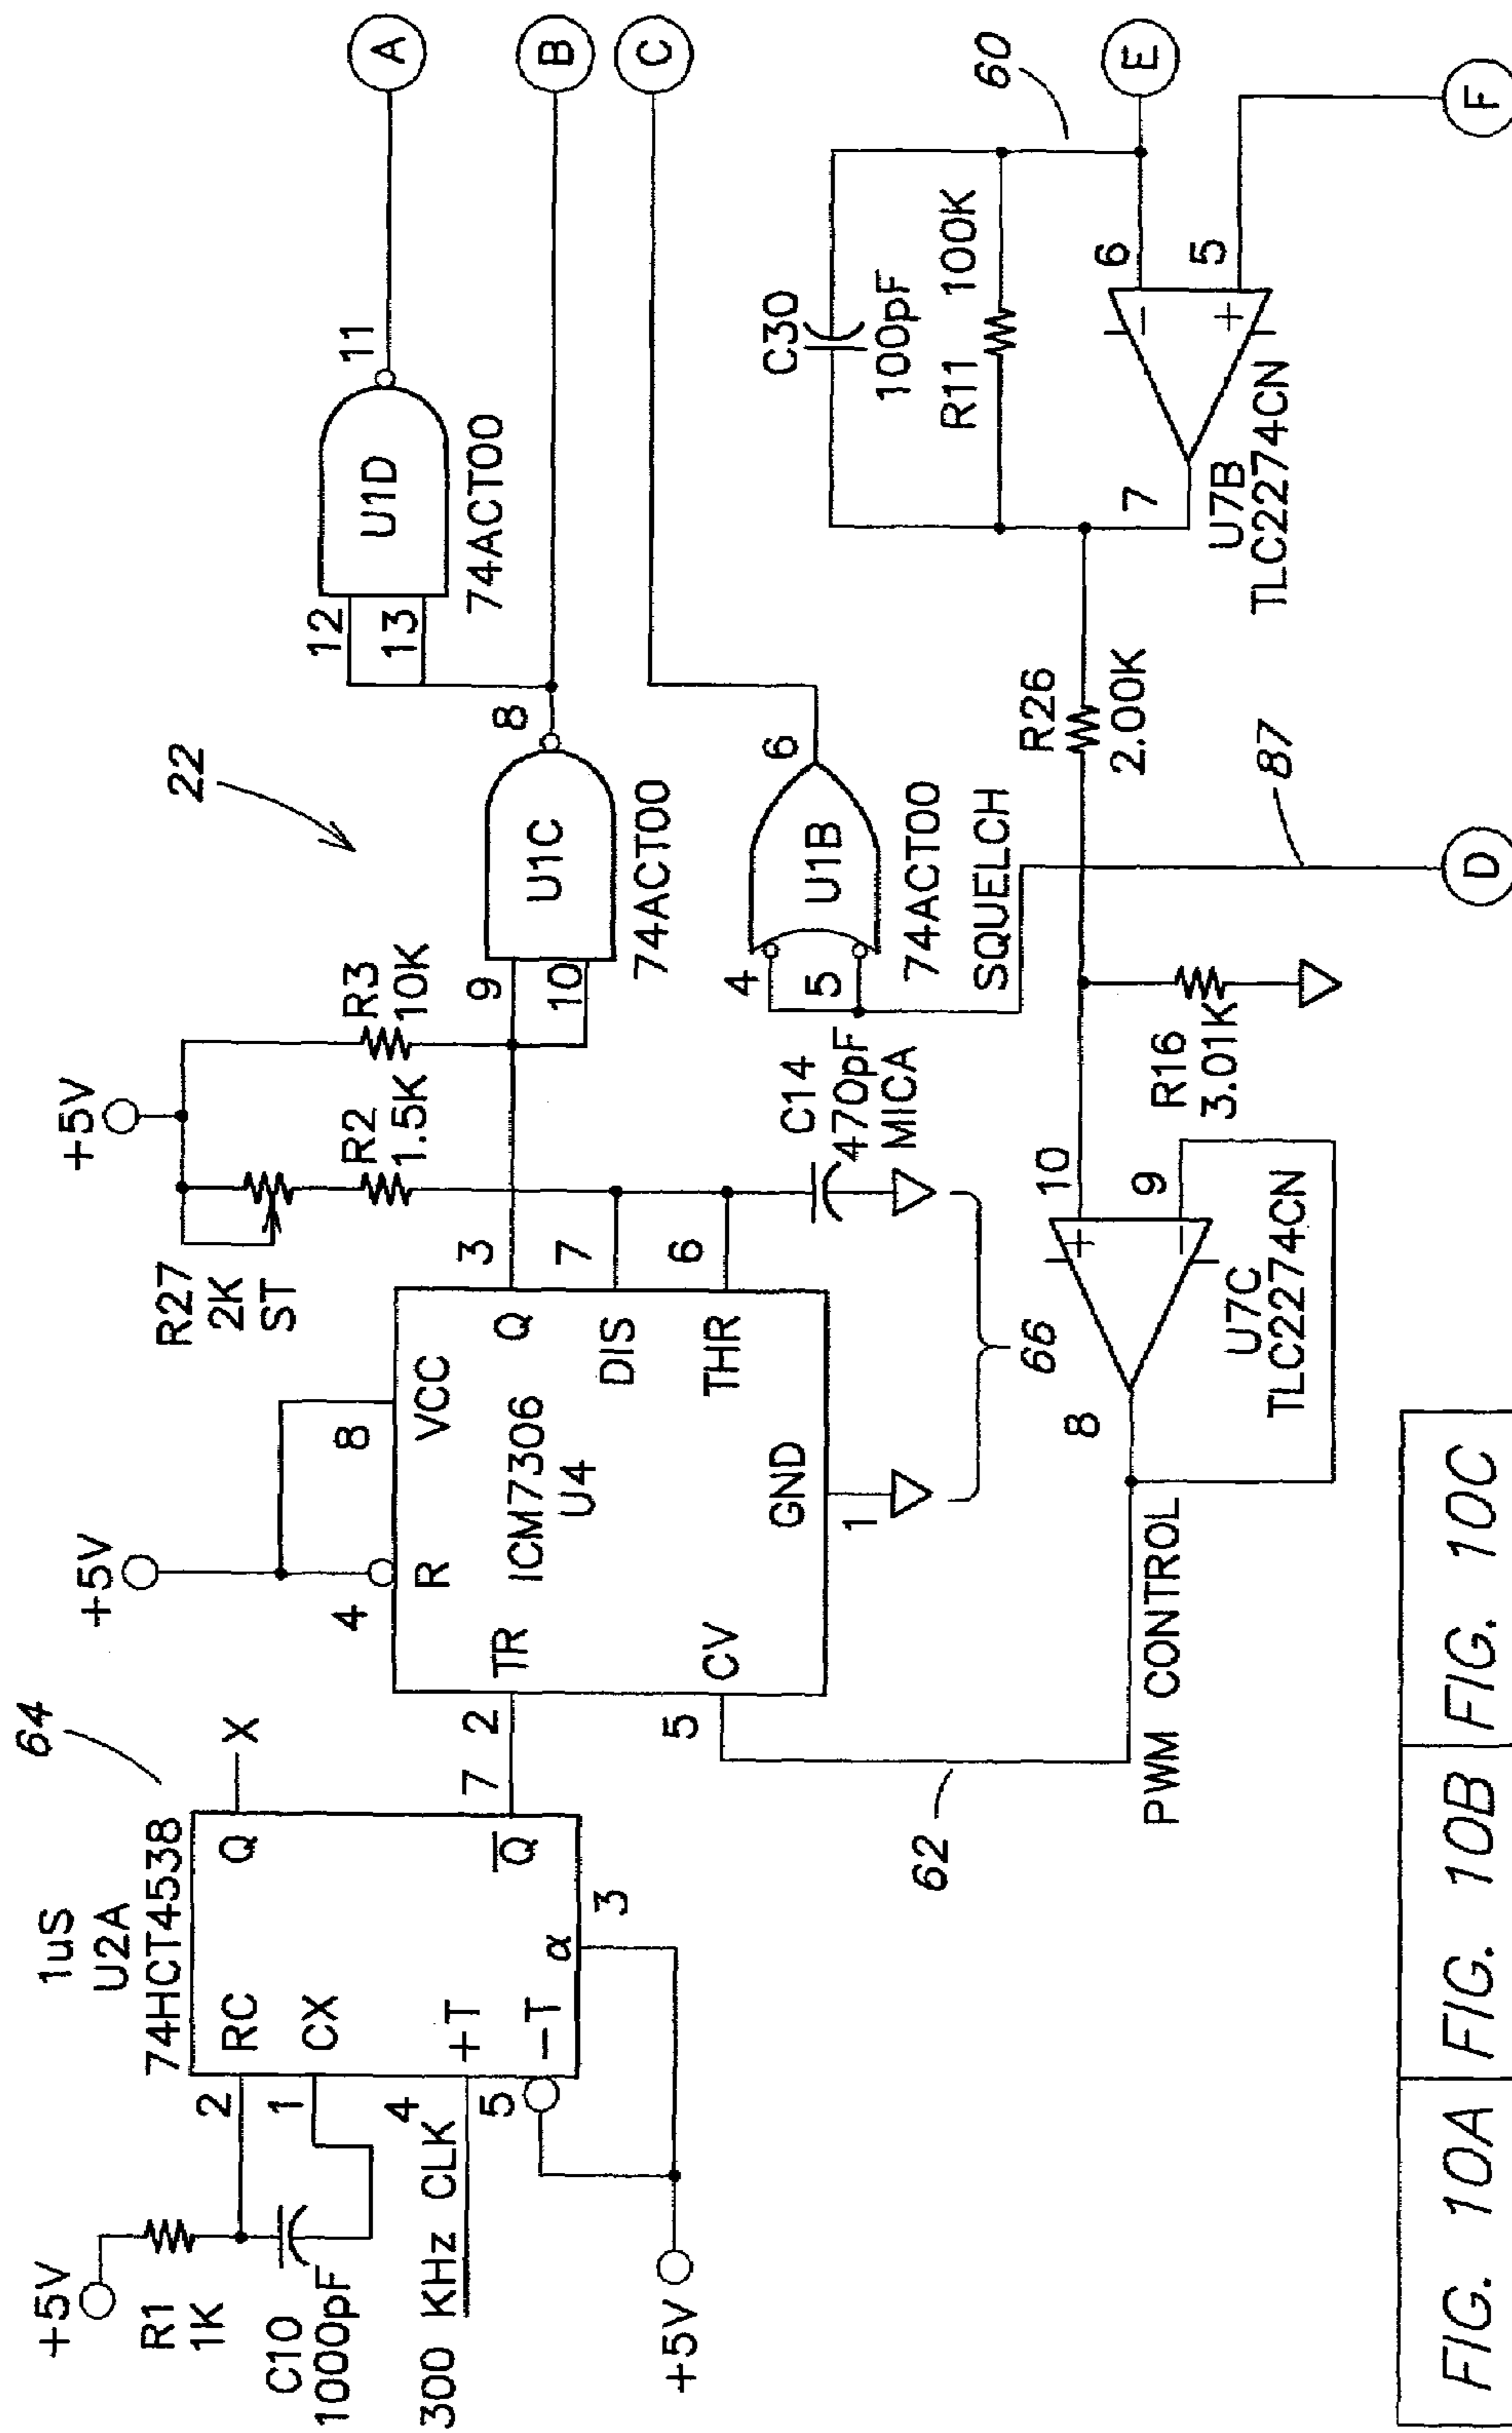 +5V
R1
1K
C10
1000pF
300 KHz CLK
+5V
1uS
U2A
74HCT4538
RC
CX
+T
-T
Q
Q̅
α
2
1
4
5
3
7
X
64
+5V
4
8
R
VCC
TR
ICM7306
U4
Q
DIS
THR
CV
GND
2
5
3
7
6
1
62
PWM CONTROL
66
+5V
R27
2K
ST
R2
1.5K
R3
10K
C14
470pF
MICA
22
9
10
U1C
8
74ACT00
12
13
U1D
11
74ACT00
4
5
U1B
6
74ACT00
SQUELCH
A
B
C
C30
100pF
R11 100K
60
E
6
5
−
+
7
U7B
TLC2274CN
F
R26
2.00K
87
D
R16
3.01K
10
9
+
−
8
U7C
TLC2274CN
FIG. 10A FIG. 10B FIG. 10C